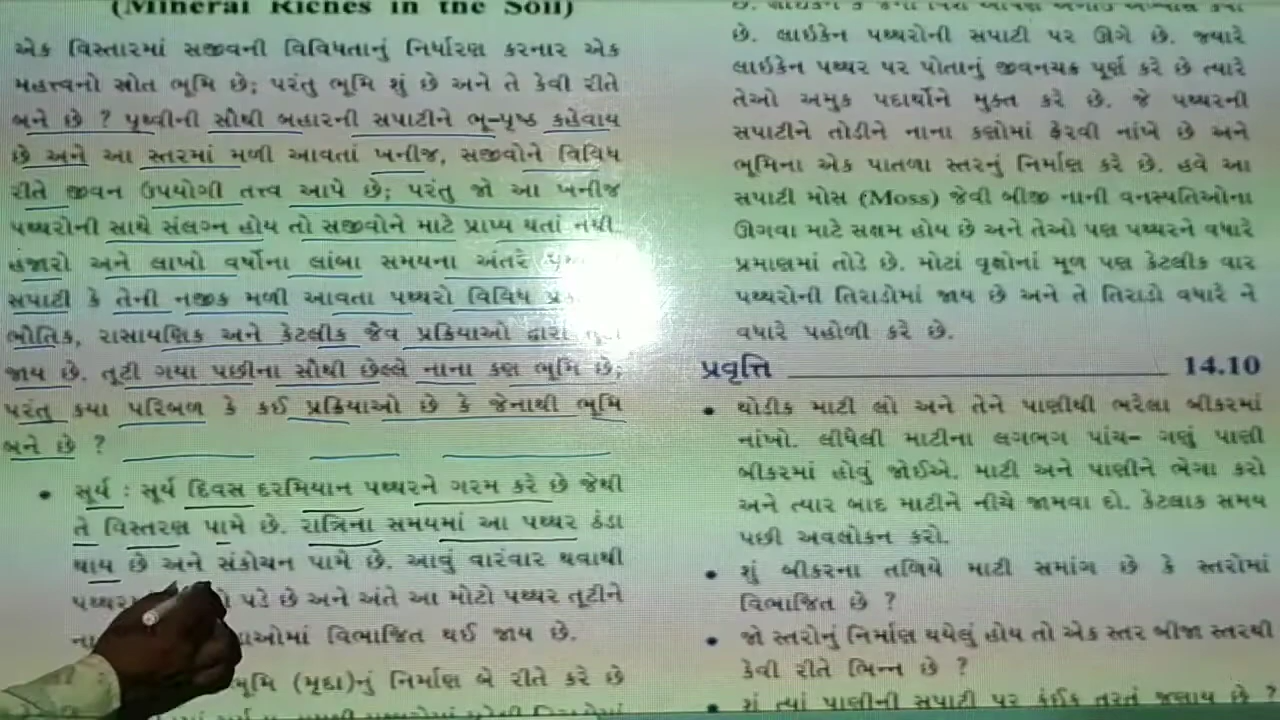 (Mineral Riches in the Soil)
એક વિસ્તારમાં સજીવની વિવિધતાનું નિર્ધારણ કરનાર એક
મહત્ત્વનો સ્રોત ભૂમિ છે; પરંતુ ભૂમિ શું છે અને તે કેવી રીતે
બને છે ? પૃથ્વીની સૌથી બહારની સપાટીને ભૂ-પૃષ્ઠ કહેવાય
છે અને આ સ્તરમાં મળી આવતાં ખનીજ, સજીવોને વિવિધ
રીતે જીવન ઉપયોગી તત્ત્વ આપે છે; પરંતુ જો આ ખનીજ
પથ્થરોની સાથે સંલગ્ન હોય તો સજીવોને માટે પ્રાપ્ય થતાં નથી.
હજારો અને લાખો વર્ષોના લાંબા સમયના અંતરે
સપાટી કે તેની નજીક મળી આવતા પથ્થરો વિવિધ
ભૌતિક, રાસાયણિક અને કેટલીક જૈવ પ્રક્રિયાઓ દ્વારા
જાય છે. તૂટી ગયા પછીના સૌથી છેલ્લે નાના કણ ભૂમિ છે;
પરંતુ કયા પરિબળ કે કઈ પ્રક્રિયાઓ છે કે જેનાથી ભૂમિ
બને છે ?
• સૂર્ય : સૂર્ય દિવસ દરમિયાન પથ્થરને ગરમ કરે છે જેથી
તે વિસ્તરણ પામે છે. રાત્રિના સમયમાં આ પથ્થર ઠંડા
થાય છે અને સંકોચન પામે છે. આવું વારંવાર થવાથી
પડે છે અને અંતે આ મોટો પથ્થર તૂટીને
વિભાજિત થઈ જાય છે.
ભૂમિ (મૃદા)નું નિર્માણ બે રીતે કરે છે
છે. લાઇકેન પથ્થરોની સપાટી પર ઊગે છે. જ્યારે
લાઇકેન પથ્થર પર પોતાનું જીવનચક્ર પૂર્ણ કરે છે ત્યારે
તેઓ અમુક પદાર્થોને મુક્ત કરે છે. જે પથ્થરની
સપાટીને તોડીને નાના કણોમાં ફેરવી નાંખે છે અને
ભૂમિના એક પાતળા સ્તરનું નિર્માણ કરે છે. હવે આ
સપાટી મોસ (Moss) જેવી બીજી નાની વનસ્પતિઓના
ઊગવા માટે સક્ષમ હોય છે અને તેઓ પણ પથ્થરને વધારે
પ્રમાણમાં તોડે છે. મોટાં વૃક્ષોનાં મૂળ પણ કેટલીક વાર
પથ્થરોની તિરાડોમાં જાય છે અને તે તિરાડો વધારે ને
વધારે પહોળી કરે છે.
પ્રવૃત્તિ 14.10
• થોડીક માટી લો અને તેને પાણીથી ભરેલા બીકરમાં
નાંખો. લીધેલી માટીના લગભગ પાંચ- ગણું પાણી
બીકરમાં હોવું જોઈએ. માટી અને પાણીને ભેગા કરો
અને ત્યાર બાદ માટીને નીચે જામવા દો. કેટલાક સમય
પછી અવલોકન કરો.
• શું બીકરના તળિયે માટી સમાંગ છે કે સ્તરોમાં
વિભાજિત છે ?
• જો સ્તરોનું નિર્માણ થયેલું હોય તો એક સ્તર બીજા સ્તરથી
કેવી રીતે ભિન્ન છે ?
• શું ત્યાં પાણીની સપાટી પર કંઈક તરતું જણાય છે ?